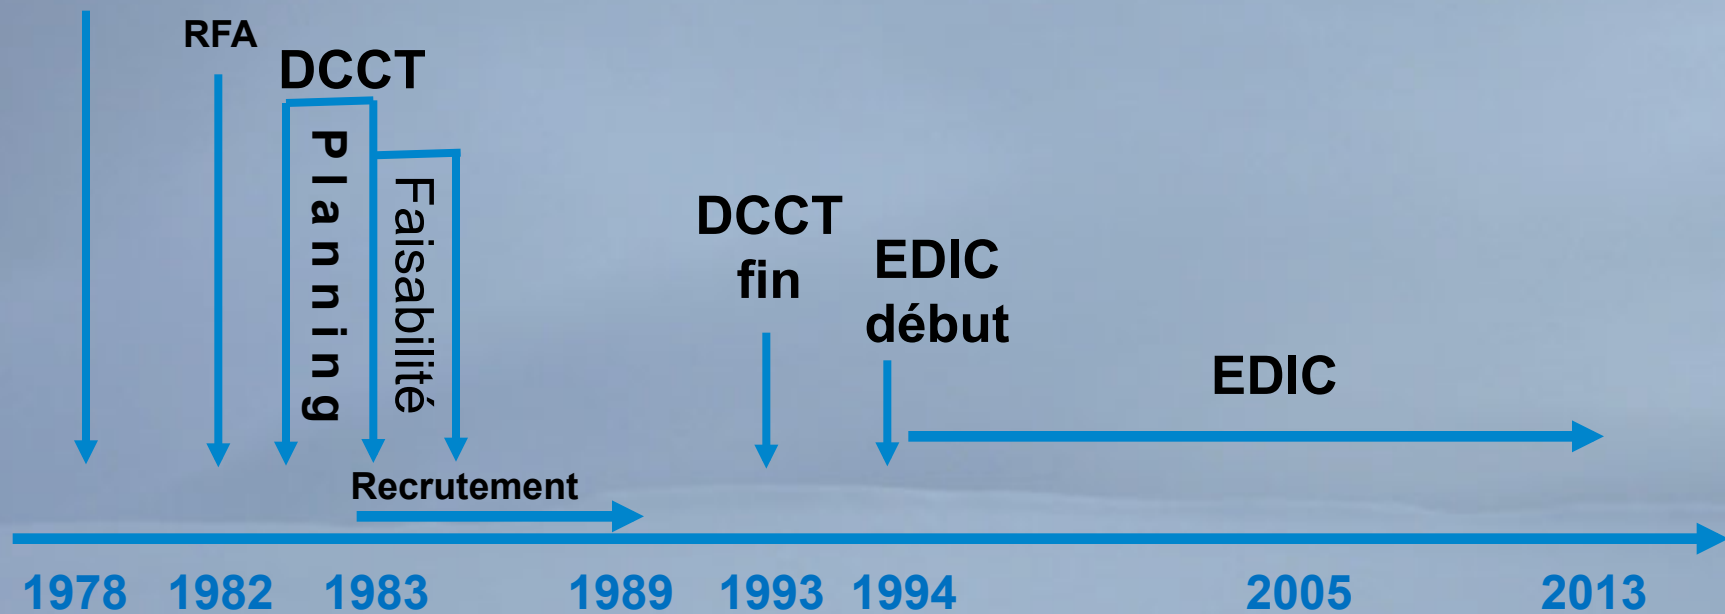 RFA
DCCT
Planning
Faisabilité
DCCT
fin
EDIC
début
EDIC
Recrutement
1978 1982 1983 1989 1993 1994 2005 2013